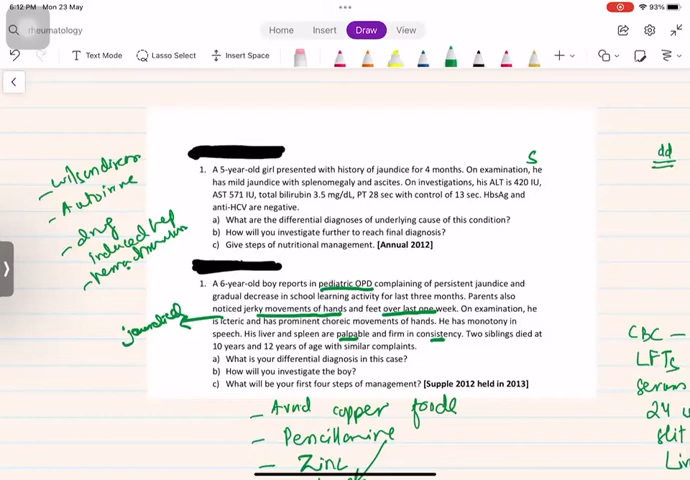 6:12 PM Mon 23 May
93%
rheumatology
Home Insert Draw View
Text Mode Lasso Select Insert Space
S
dd
- wilson disease
- Autoimne
- drug
induced hep
1. A 5-year-old girl presented with history of jaundice for 4 months. On examination, he
has mild jaundice with splenomegaly and ascites. On investigations, his ALT is 420 IU,
AST 571 IU, total bilirubin 3.5 mg/dL, PT 28 sec with control of 13 sec. HbsAg and
anti-HCV are negative.
a) What are the differential diagnoses of underlying cause of this condition?
b) How will you investigate further to reach final diagnosis?
c) Give steps of nutritional management. [Annual 2012]
1. A 6-year-old boy reports in pediatric OPD complaining of persistent jaundice and
gradual decrease in school learning activity for last three months. Parents also
noticed jerky movements of hands and feet over last one week. On examination, he
is icteric and has prominent choreic movements of hands. He has monotony in
speech. His liver and spleen are palpable and firm in consistency. Two siblings died at
10 years and 12 years of age with similar complaints.
a) What is your differential diagnosis in this case?
b) How will you investigate the boy?
c) What will be your first four steps of management? [Supple 2012 held in 2013]
jaundiced
CBC -
LFTs
serum
24 u
slit
Liv
- Avoid copper foods
- Pencillamine
- Zinc